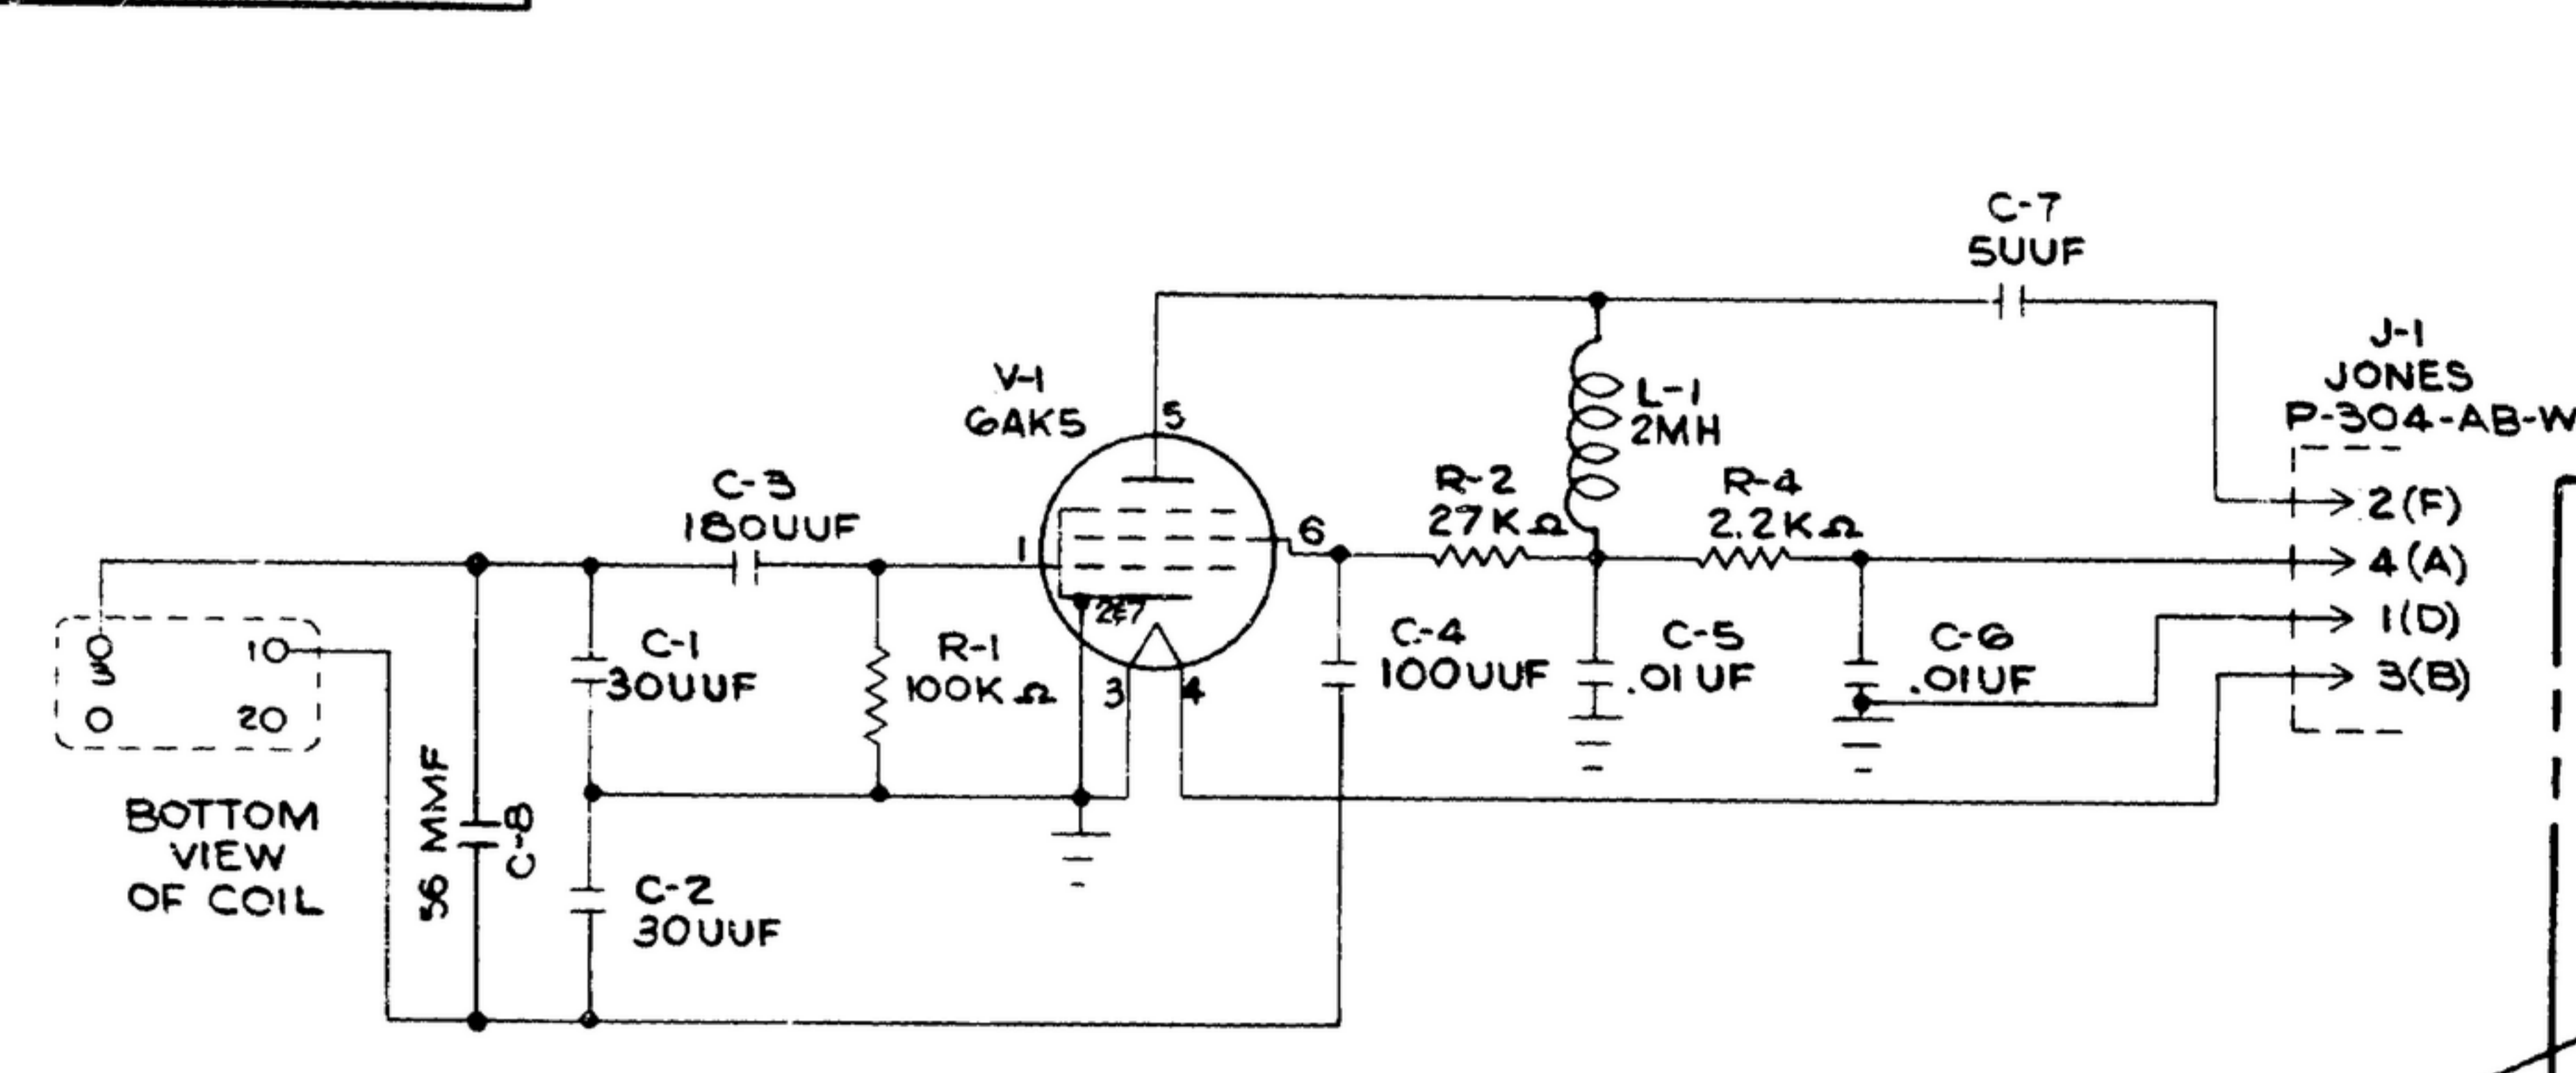 C-7
5UUF
J-1
JONES
P-304-AB-W
V-1
6AK5
5
L-1
2MH
C-3
180UUF
R-2
27KΩ
R-4
2.2KΩ
2(F)
1
6
4(A)
2&7
1(D)
3
10
20
O
C-1
30UUF
R-1
100KΩ
3
4
C-4
100UUF
C-5
.01UF
C-6
.01UF
3(B)
BOTTOM
VIEW
OF COIL
56 MMF
C-8
C-2
30UUF